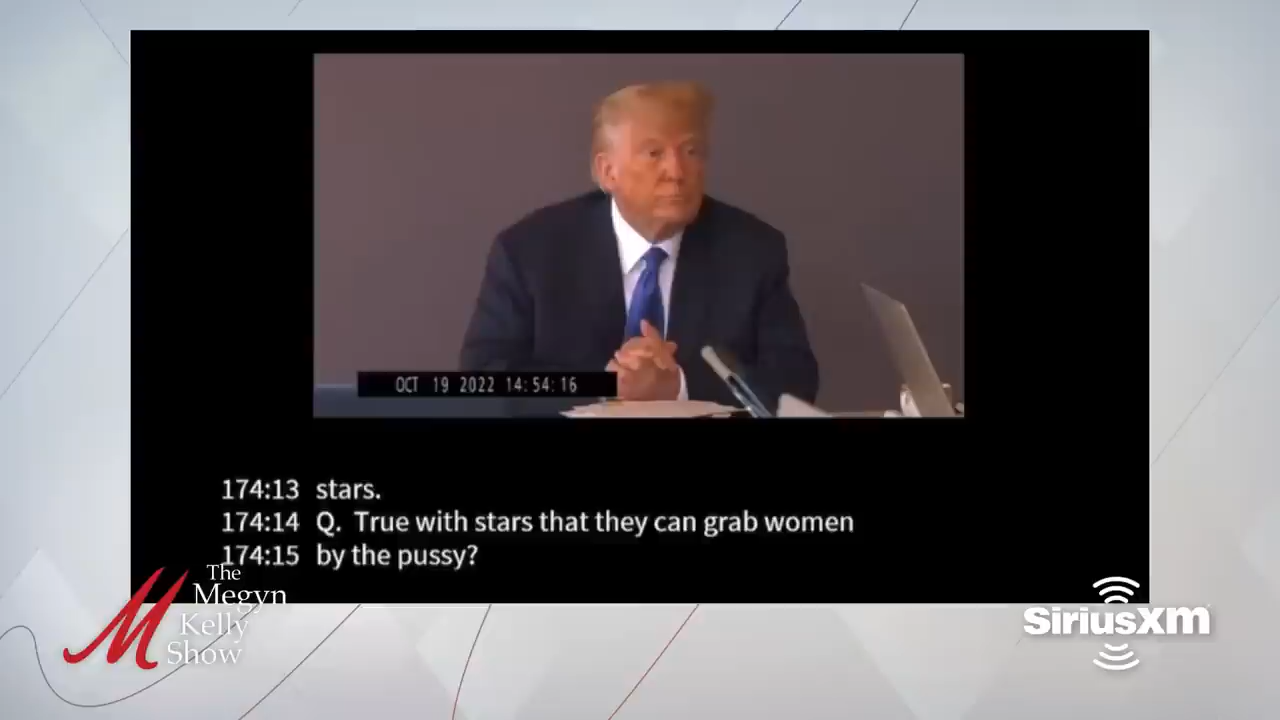 OCT 19 2022 14:54:16
174:13 stars.
174:14 Q. True with stars that they can grab women
174:15 by the pussy?
The
Megyn
Kelly
Show
SiriusXM